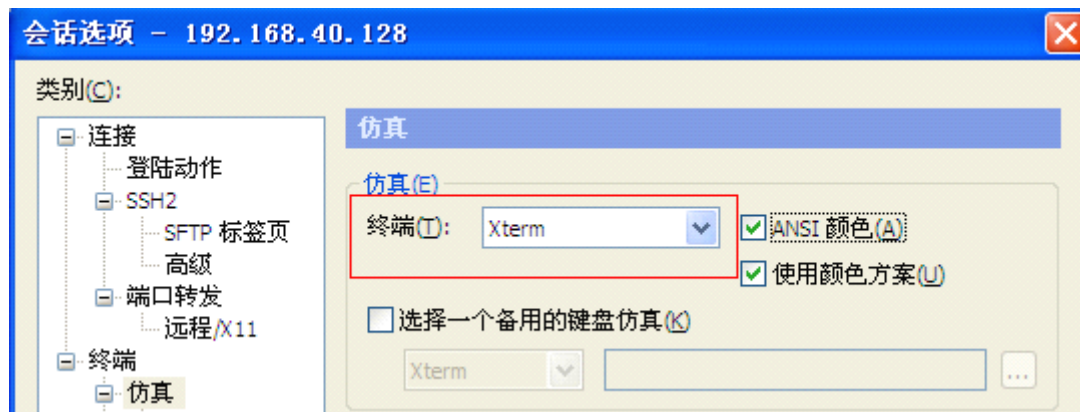 会话选项 - 192.168.40.128
类别(C):
连接
登陆动作
SSH2
SFTP 标签页
高级
端口转发
远程/X11
终端
仿真
仿真
仿真(E)
终端(T): Xterm
ANSI 颜色(A)
使用颜色方案(U)
选择一个备用的键盘仿真(K)
Xterm
...